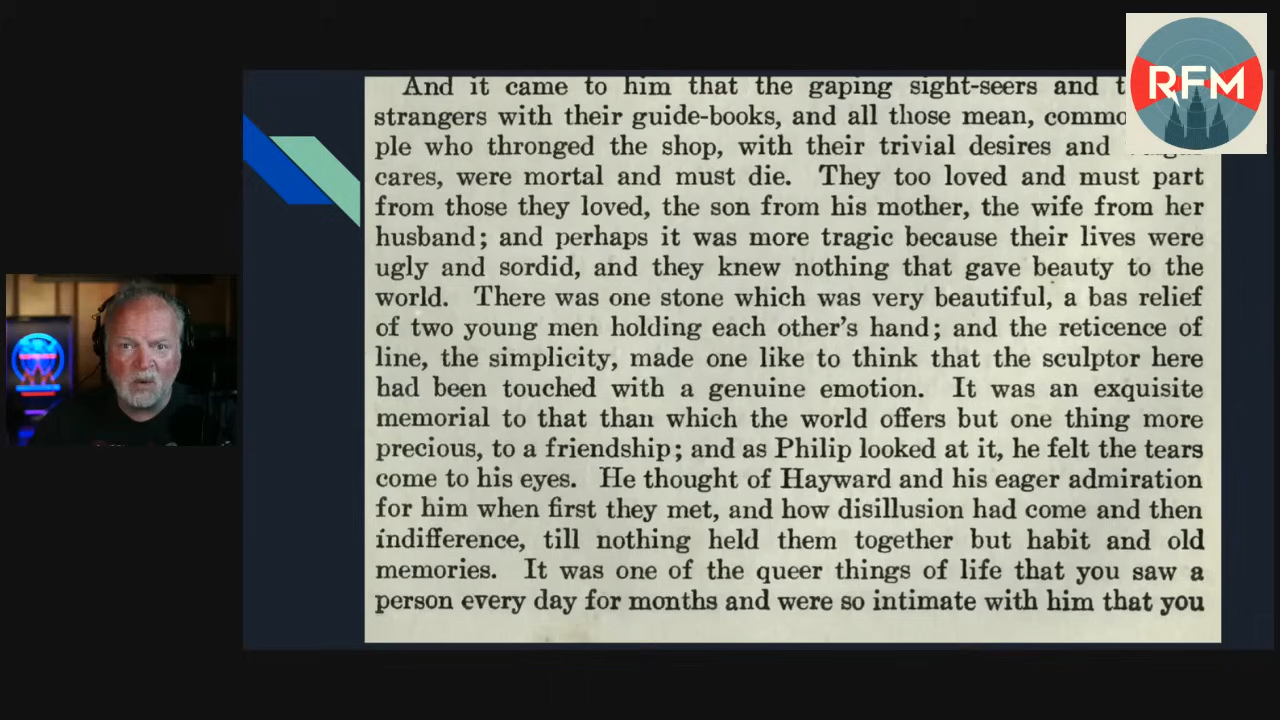 RFM
And it came to him that the gaping sight-seers and
strangers with their guide-books, and all those mean,
ple who thronged the shop, with their trivial desires and
cares, were mortal and must die. They too loved and must part
from those they loved, the son from his mother, the wife from her
husband; and perhaps it was more tragic because their lives were
ugly and sordid, and they knew nothing that gave beauty to the
world. There was one stone which was very beautiful, a bas relief
of two young men holding each other's hand; and the reticence of
line, the simplicity, made one like to think that the sculptor here
had been touched with a genuine emotion. It was an exquisite
memorial to that than which the world offers but one thing more
precious, to a friendship; and as Philip looked at it, he felt the tears
come to his eyes. He thought of Hayward and his eager admiration
for him when first they met, and how disillusion had come and then
indifference, till nothing held them together but habit and old
memories. It was one of the queer things of life that you saw a
person every day for months and were so intimate with him that you